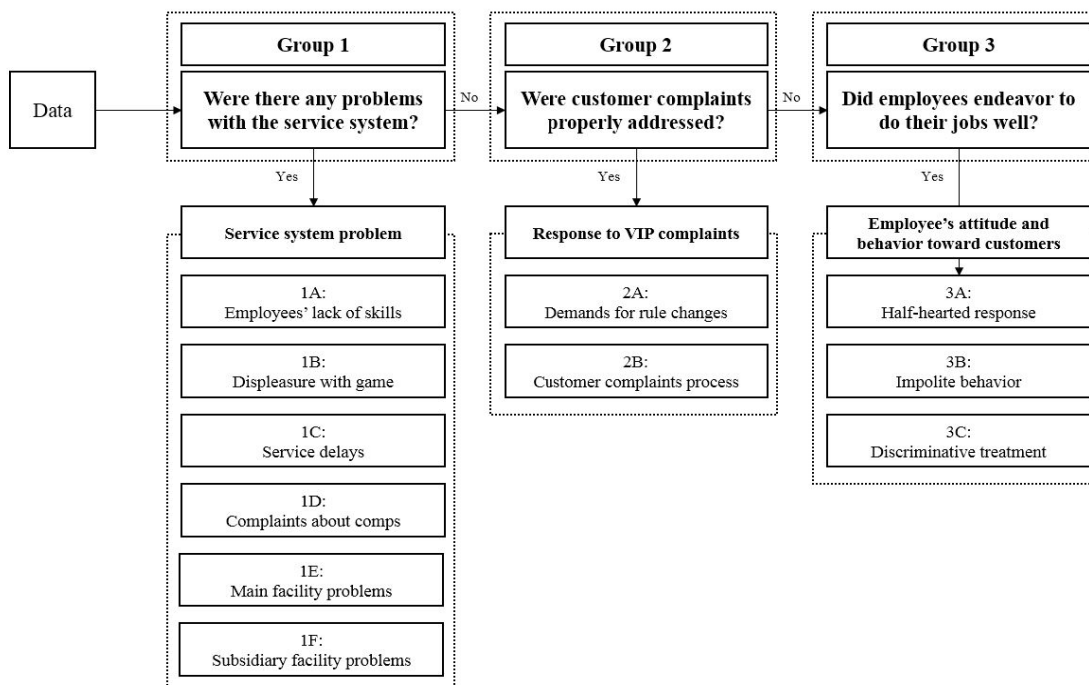 Group 1
Group 2
Group 3
Data
Were there any problems
with the service system?
No
Were customer complaints
properly addressed?
No
Did employees endeavor to
do their jobs well?
Yes
Yes
Yes
Service system problem
Response to VIP complaints
Employee's attitude and
behavior toward customers
1A:
Employees' lack of skills
2A:
Demands for rule changes
3A:
Half-hearted response
1B:
Displeasure with game
2B:
Customer complaints process
3B:
Impolite behavior
1C:
Service delays
3C:
Discriminative treatment
1D:
Complaints about comps
1E:
Main facility problems
1F:
Subsidiary facility problems